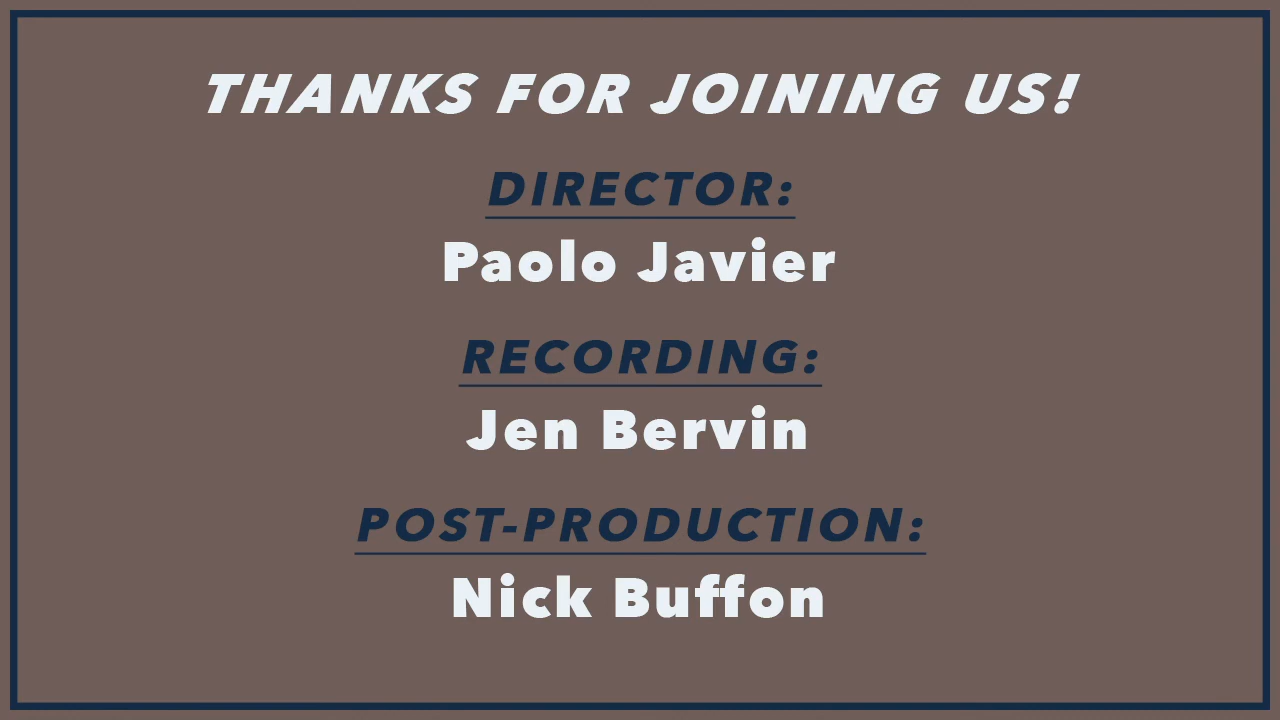 THANKS FOR JOINING US!
DIRECTOR:
Paolo Javier
RECORDING:
Jen Bervin
POST-PRODUCTION:
Nick Buffon